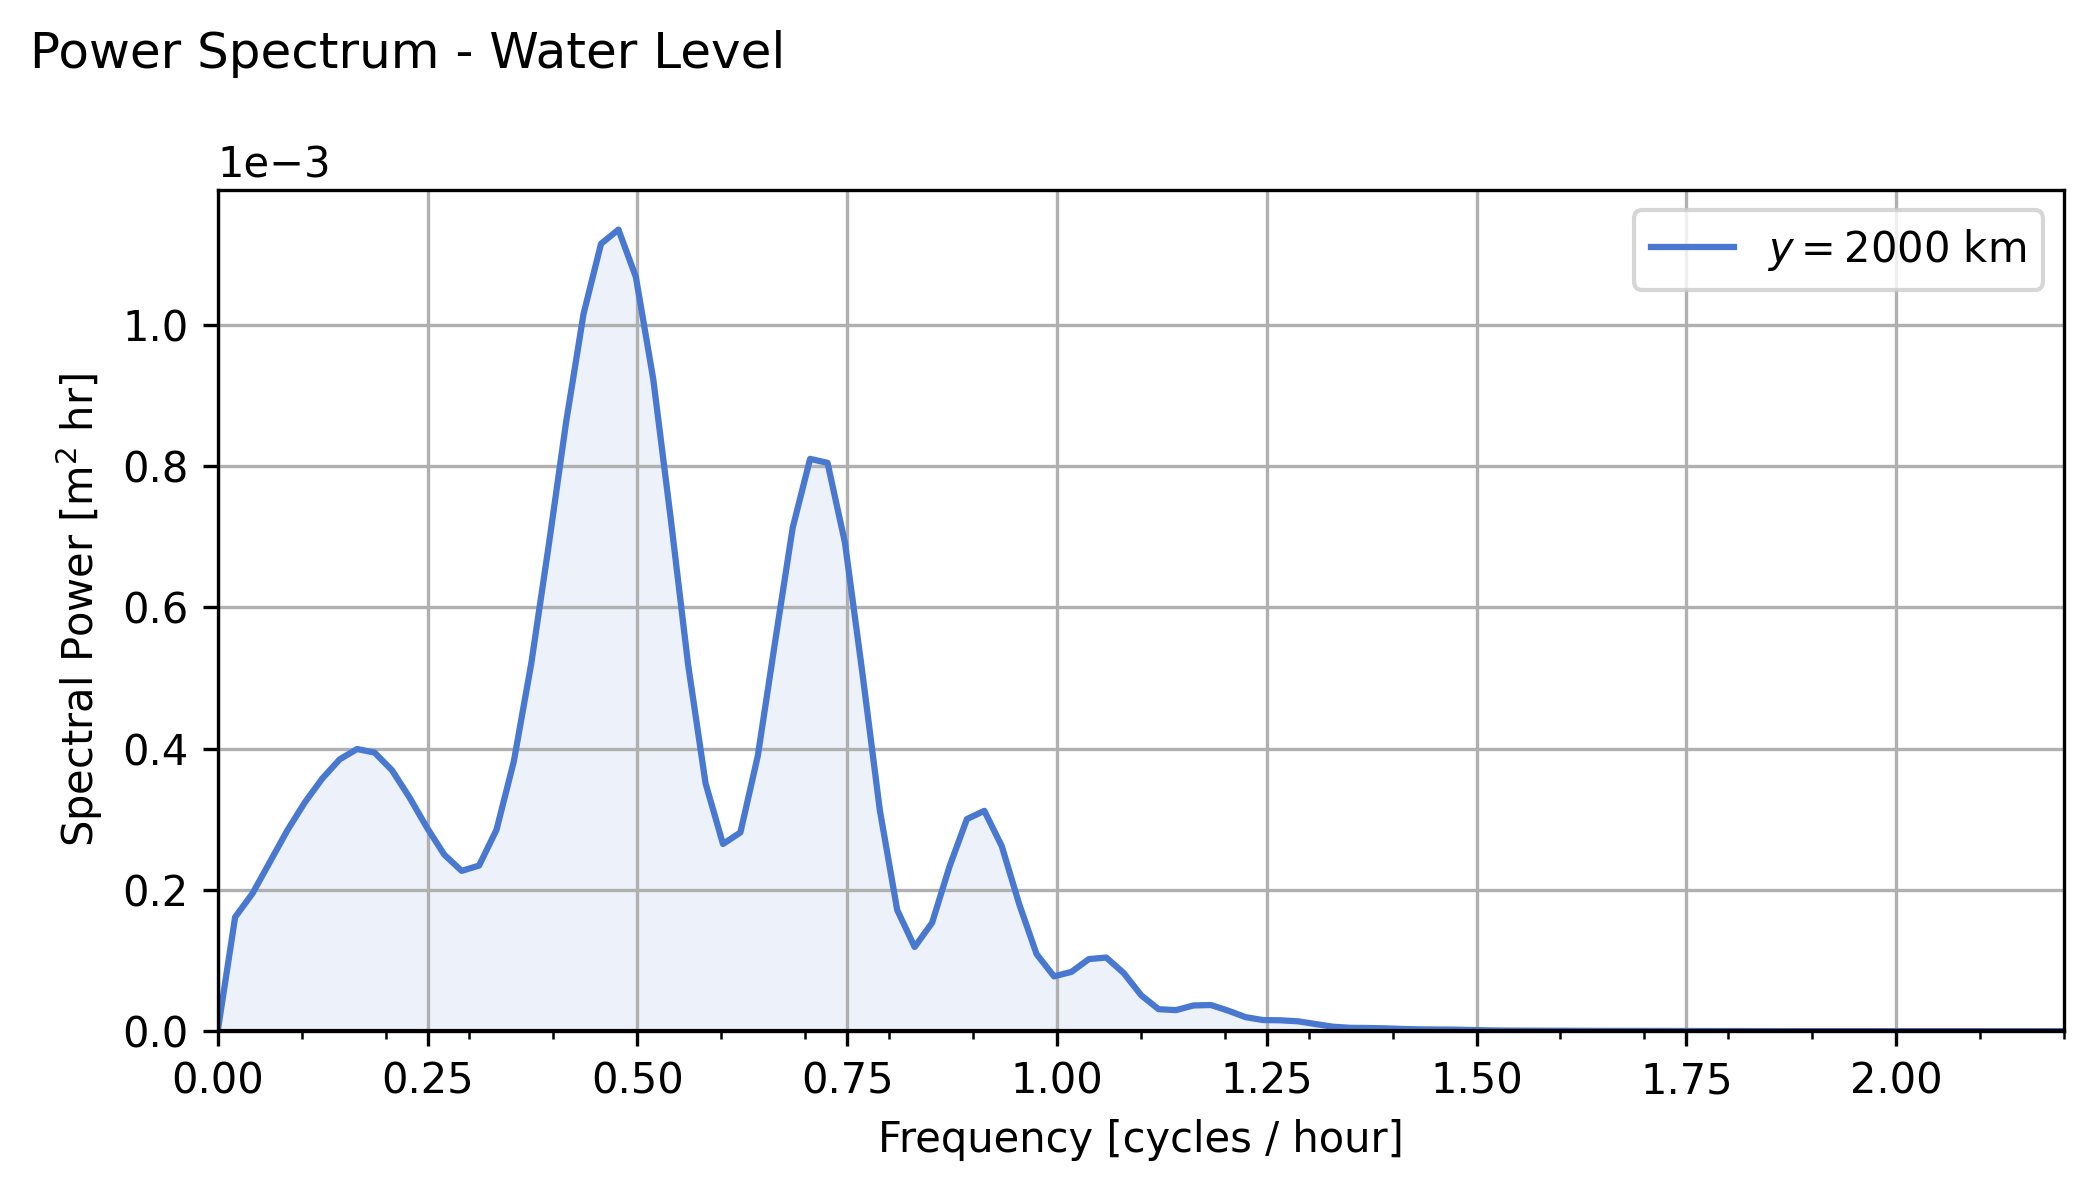 Power Spectrum - Water Level
1e−3
y = 2000 km
1.0
0.8
0.6
0.4
0.2
0.0
Spectral Power [m² hr]
0.00 0.25 0.50 0.75 1.00 1.25 1.50 1.75 2.00
Frequency [cycles / hour]